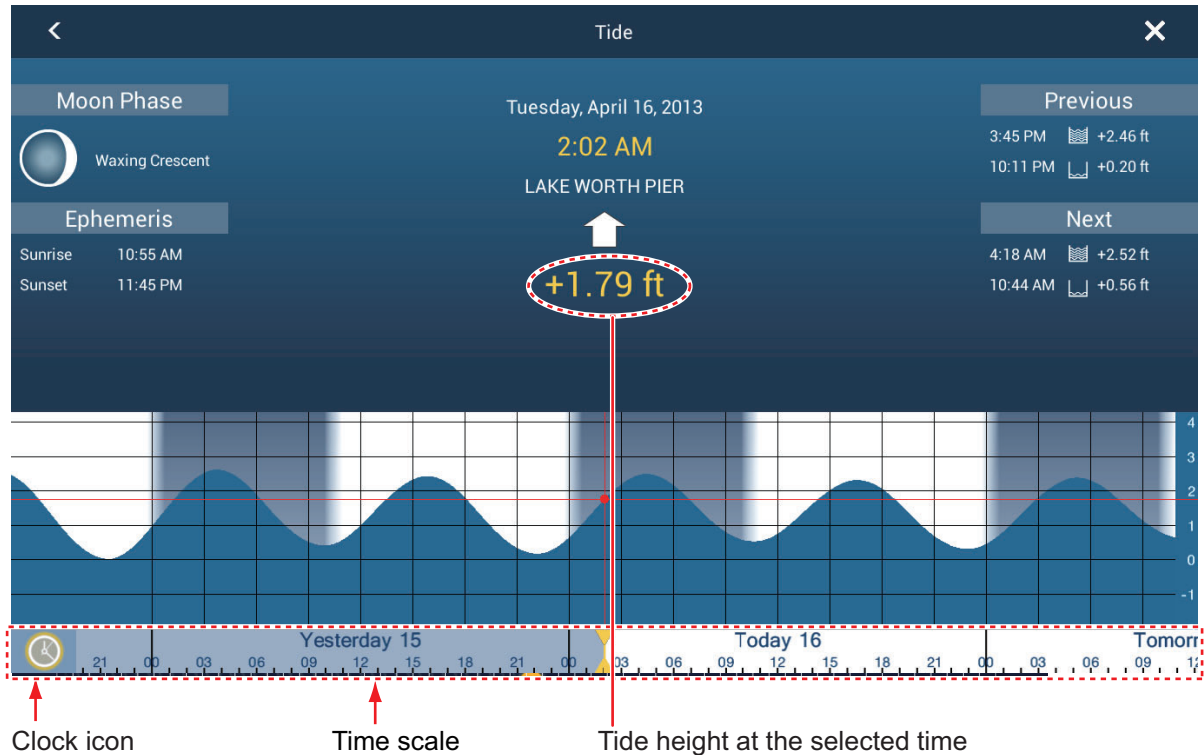 Tide
Moon Phase
Waxing Crescent
Ephemeris
Sunrise 10:55 AM
Sunset 11:45 PM
Tuesday, April 16, 2013
2:02 AM
LAKE WORTH PIER
+1.79 ft
Previous
3:45 PM +2.46 ft
10:11 PM +0.20 ft
Next
4:18 AM +2.52 ft
10:44 AM +0.56 ft
4
3
2
1
0
-1
Yesterday 15 Today 16 Tomorr
21 00 03 06 09 12 15 18 21 00 03 06 09 12 15 18 21 00 03 06 09 12
Clock icon Time scale Tide height at the selected time